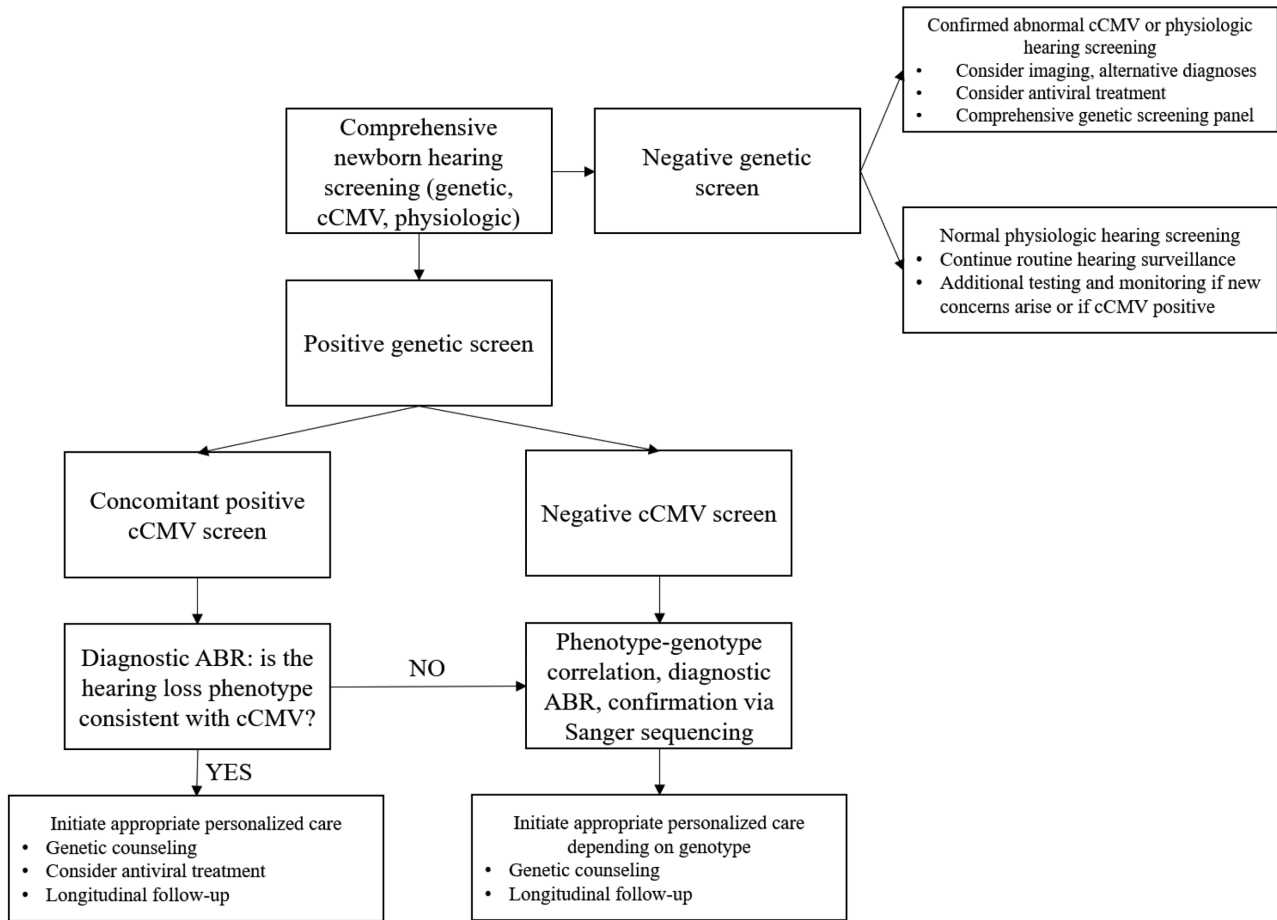 Confirmed abnormal cCMV or physiologic
hearing screening
• Consider imaging, alternative diagnoses
• Consider antiviral treatment
• Comprehensive genetic screening panel
Comprehensive
newborn hearing
screening (genetic,
cCMV, physiologic)
Negative genetic
screen
Normal physiologic hearing screening
• Continue routine hearing surveillance
• Additional testing and monitoring if new
concerns arise or if cCMV positive
Positive genetic screen
Concomitant positive
cCMV screen
Negative cCMV screen
Diagnostic ABR: is the
hearing loss phenotype
consistent with cCMV?
NO
Phenotype-genotype
correlation, diagnostic
ABR, confirmation via
Sanger sequencing
YES
Initiate appropriate personalized care
• Genetic counseling
• Consider antiviral treatment
• Longitudinal follow-up
Initiate appropriate personalized care
depending on genotype
• Genetic counseling
• Longitudinal follow-up